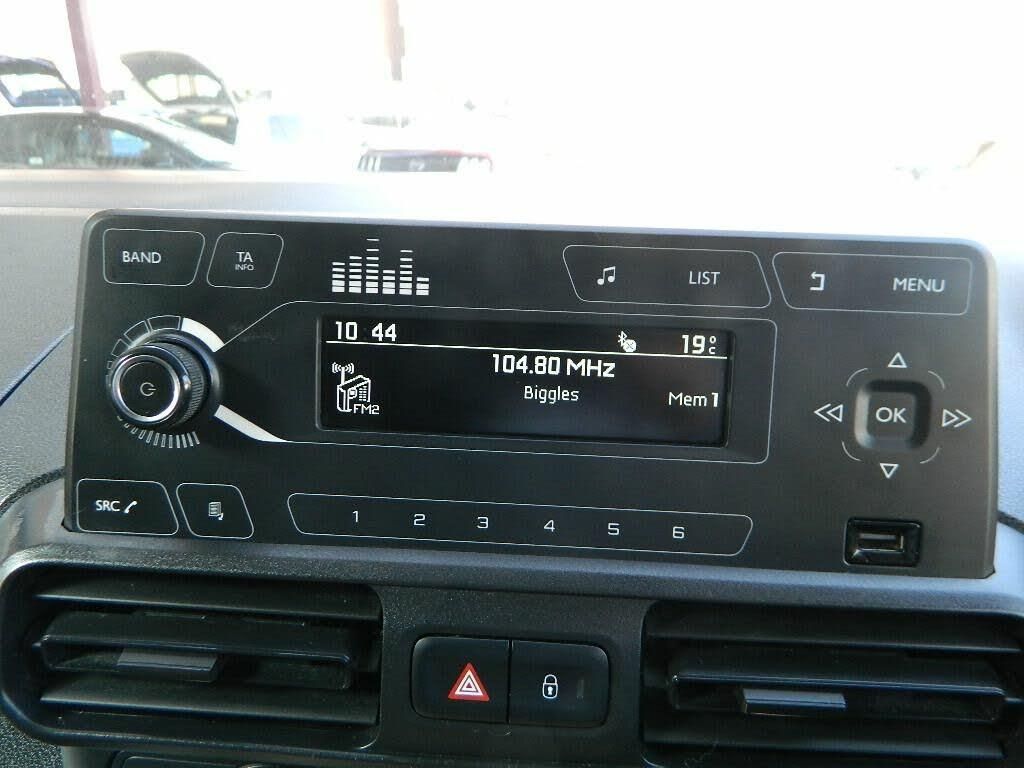 BAND
TA
INFO
LIST
MENU
10 44
19°C
104.80 MHz
Biggles
Mem 1
FM2
OK
SRC
1 2 3 4 5 6